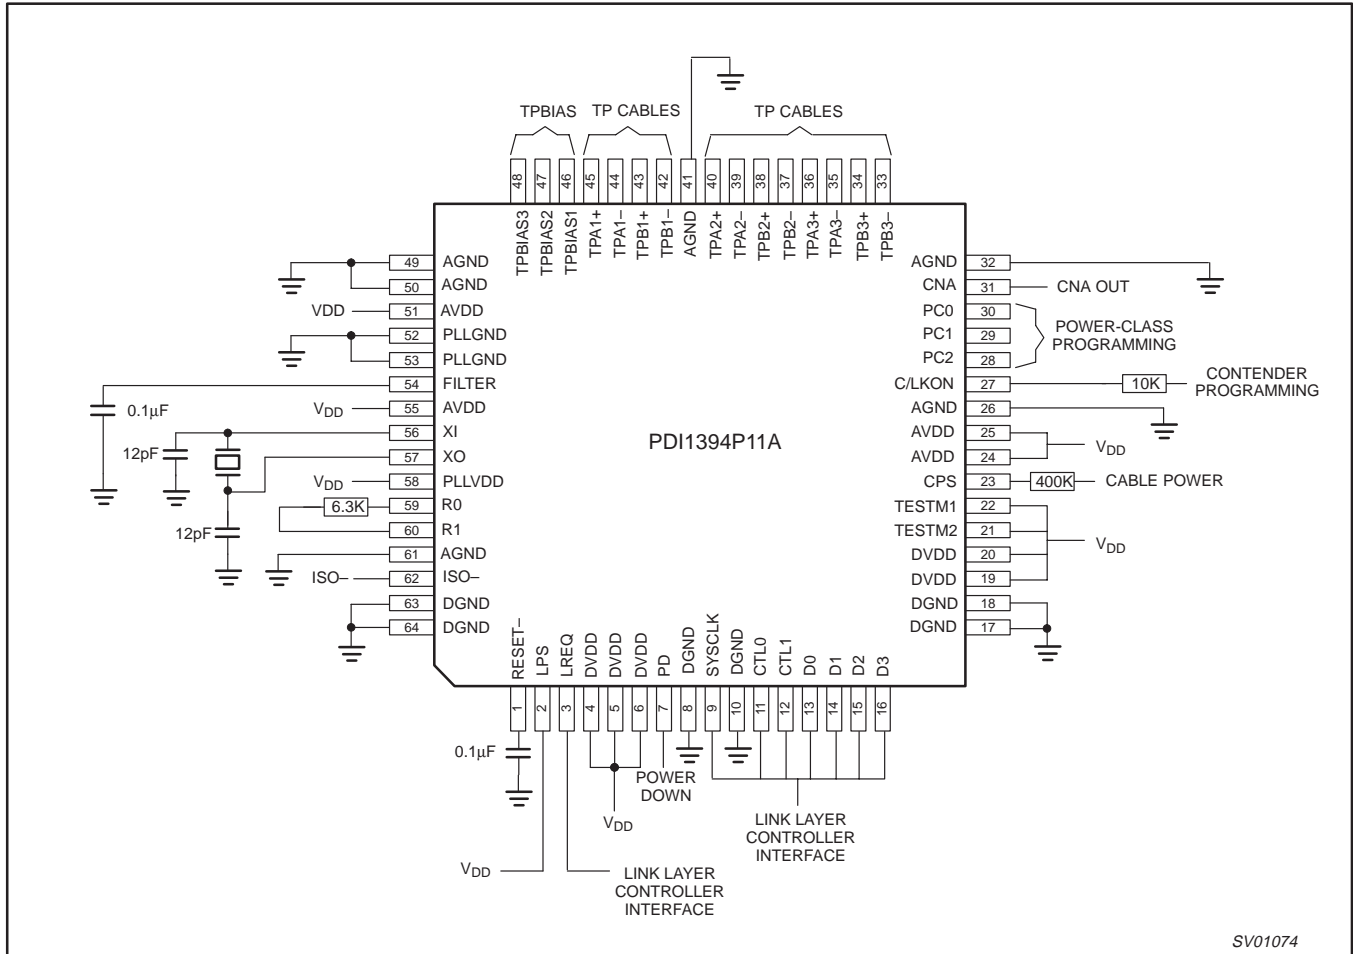 TPBIAS TP CABLES TP CABLES
48 47 46 45 44 43 42 41 40 39 38 37 36 35 34 33
TPBIAS3 TPBIAS2 TPBIAS1 TPA1+ TPA1– TPB1+ TPB1– AGND TPA2+ TPA2– TPB2+ TPB2– TPA3+ TPA3– TPB3+ TPB3–
49 AGND
50 AGND
VDD 51 AVDD
52 PLLGND
53 PLLGND
54 FILTER
0.1µF
VDD 55 AVDD
56 XI
12pF
57 XO
VDD 58 PLLVDD
6.3K 59 R0
60 R1
12pF
61 AGND
ISO– 62 ISO–
63 DGND
64 DGND
PDI1394P11A
AGND 32
CNA 31 CNA OUT
PC0 30
PC1 29
PC2 28
POWER-CLASS
PROGRAMMING
C/LKON 27 10K
CONTENDER
PROGRAMMING
AGND 26
AVDD 25
AVDD 24
VDD
CPS 23 400K CABLE POWER
TESTM1 22
TESTM2 21
DVDD 20
DVDD 19
VDD
DGND 18
DGND 17
RESET– LPS LREQ DVDD DVDD DVDD PD DGND SYSCLK DGND CTL0 CTL1 D0 D1 D2 D3
1 2 3 4 5 6 7 8 9 10 11 12 13 14 15 16
0.1µF
POWER
DOWN
VDD
LINK LAYER
CONTROLLER
INTERFACE
VDD
LINK LAYER
CONTROLLER
INTERFACE
SV01074